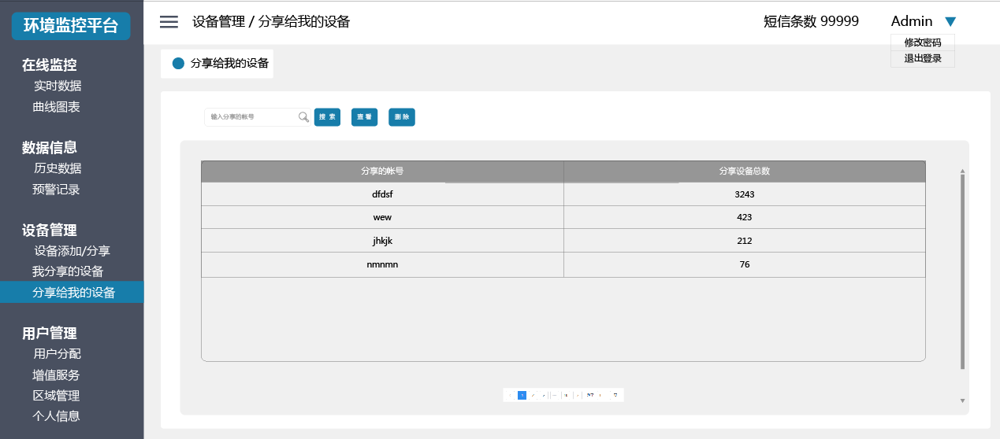 环境监控平台
设备管理 / 分享给我的设备
短信条数 99999
Admin
修改密码
退出登录
在线监控
实时数据
曲线图表
数据信息
历史数据
预警记录
设备管理
设备添加/分享
我分享的设备
分享给我的设备
用户管理
用户分配
增值服务
区域管理
个人信息
分享给我的设备
输入分享的帐号
搜 索
查 看
删 除
分享的帐号 分享设备总数
dfdsf 3243
wew 423
jhkjk 212
nmnmn 76